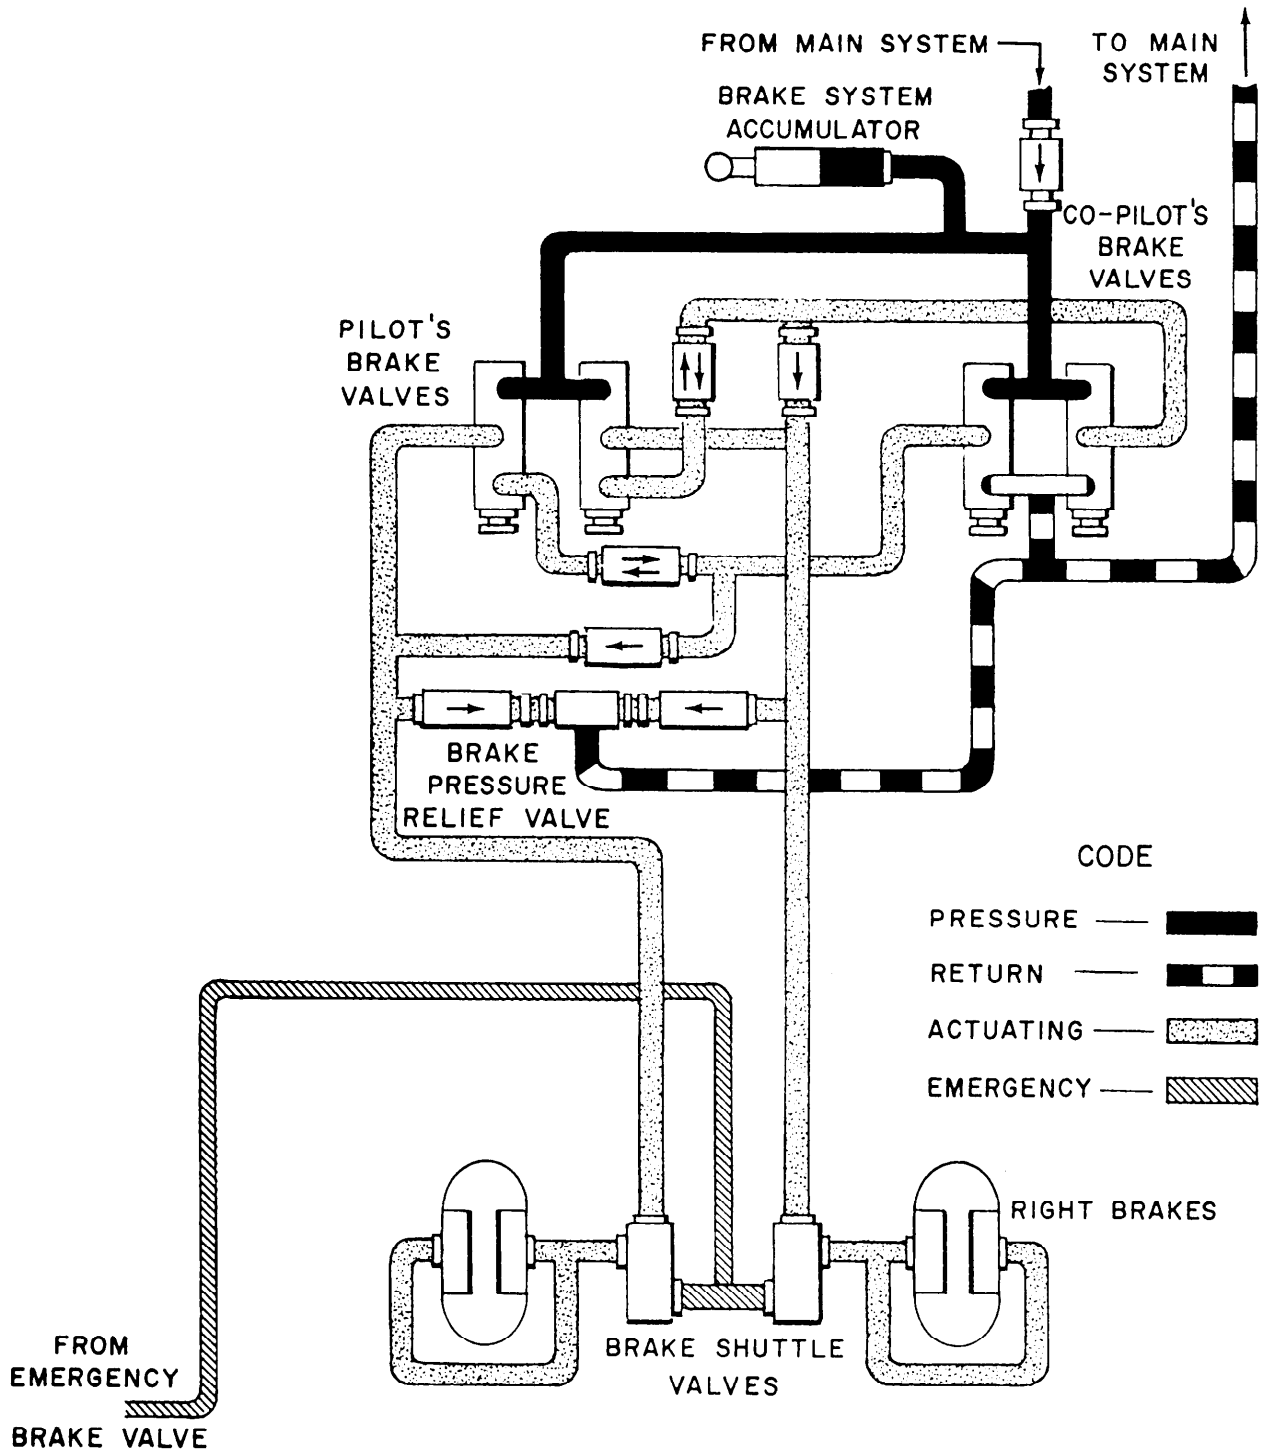 FROM MAIN SYSTEM
TO MAIN
SYSTEM
BRAKE SYSTEM
ACCUMULATOR
CO-PILOT'S
BRAKE
VALVES
PILOT'S
BRAKE
VALVES
BRAKE
PRESSURE
RELIEF VALVE
CODE
PRESSURE
RETURN
ACTUATING
EMERGENCY
RIGHT BRAKES
BRAKE SHUTTLE
VALVES
FROM
EMERGENCY
BRAKE VALVE